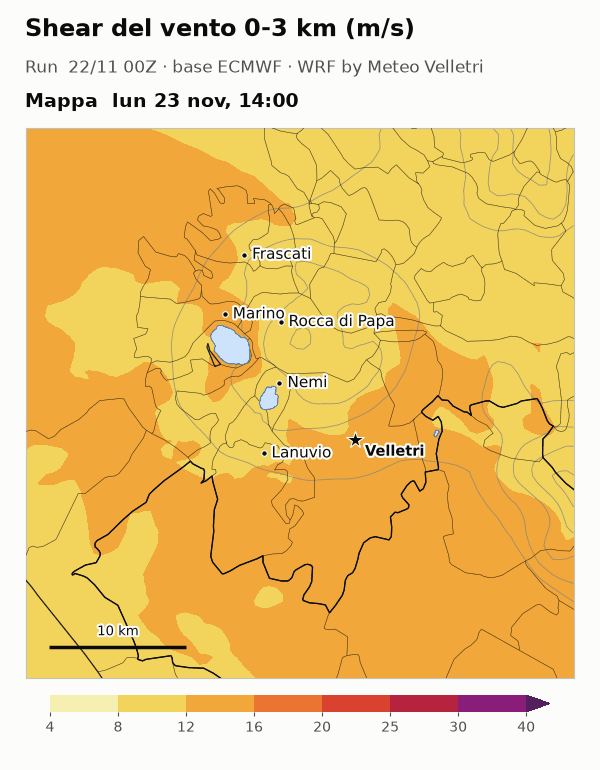 Shear del vento 0-3 km (m/s)
Run  22/11 00Z · base ECMWF · WRF by Meteo Velletri
Mappa  lun 23 nov, 14:00
Frascati
Marino
Rocca di Papa
Nemi
Velletri
Lanuvio
10 km
4 8 12 16 20 25 30 40